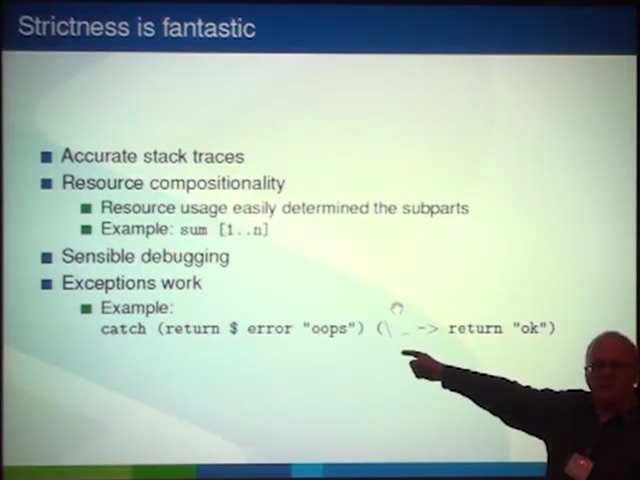 Strictness is fantastic
Accurate stack traces
Resource compositionality
Resource usage easily determined the subparts
Example: sum [1..n]
Sensible debugging
Exceptions work
Example:
catch (return $ error "oops") (\ _ -> return "ok")